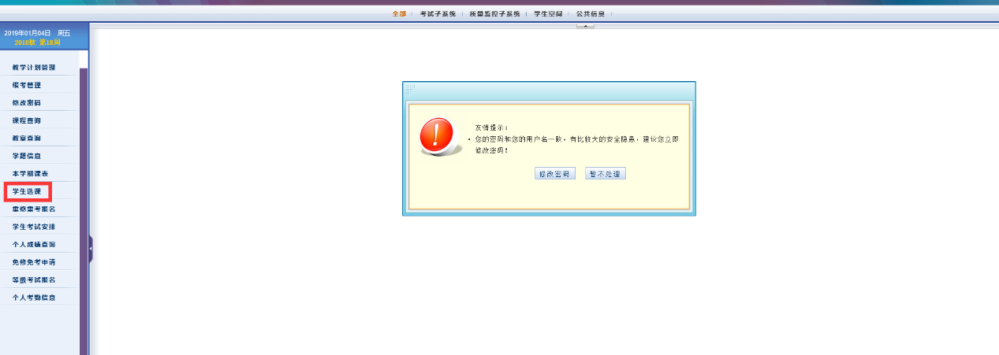 全部 考试子系统 质量监控子系统 学生空间 公共信息
2019年01月04日 周五
2018秋 第18周
教学计划管理
缓考管理
修改密码
课程查询
教室查询
学籍信息
本学期课表
学生选课
重修重考报名
学生考试安排
个人成绩查询
免修免考申请
等级考试报名
个人考勤信息
友情提示：
• 您的密码和您的用户名一致，有比较大的安全隐患，建议您立即
修改密码！
修改密码 暂不处理